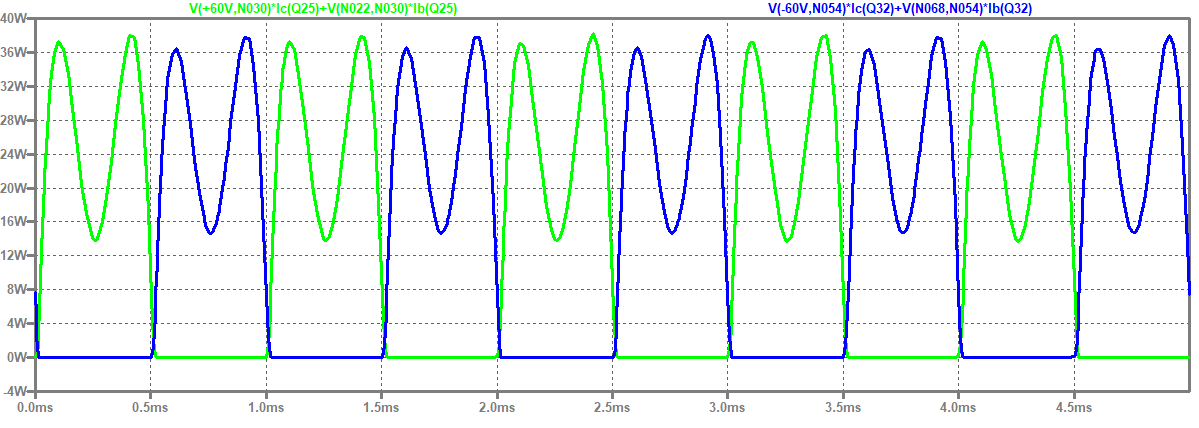 V(+60V,N030)*Ic(Q25)+V(N022,N030)*Ib(Q25) V(-60V,N054)*Ic(Q32)+V(N068,N054)*Ib(Q32)
40W
36W
32W
28W
24W
20W
16W
12W
8W
4W
0W
-4W
0.0ms 0.5ms 1.0ms 1.5ms 2.0ms 2.5ms 3.0ms 3.5ms 4.0ms 4.5ms